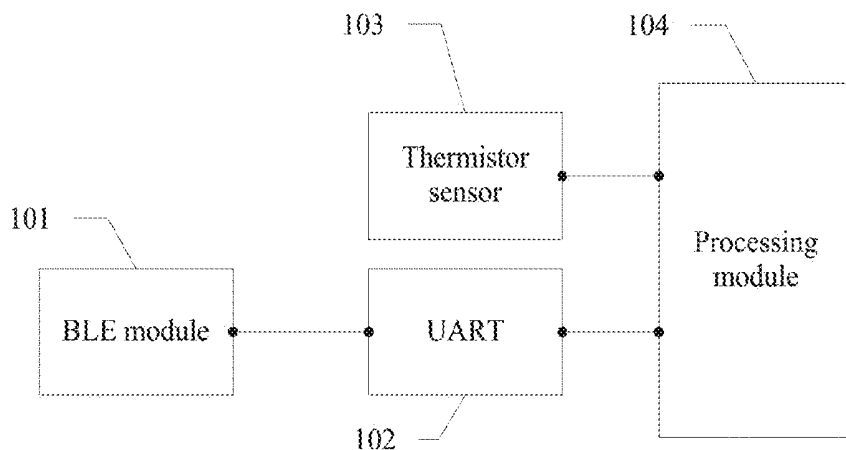 103
104
Thermistor
sensor
101
Processing
module
BLE module
UART
102